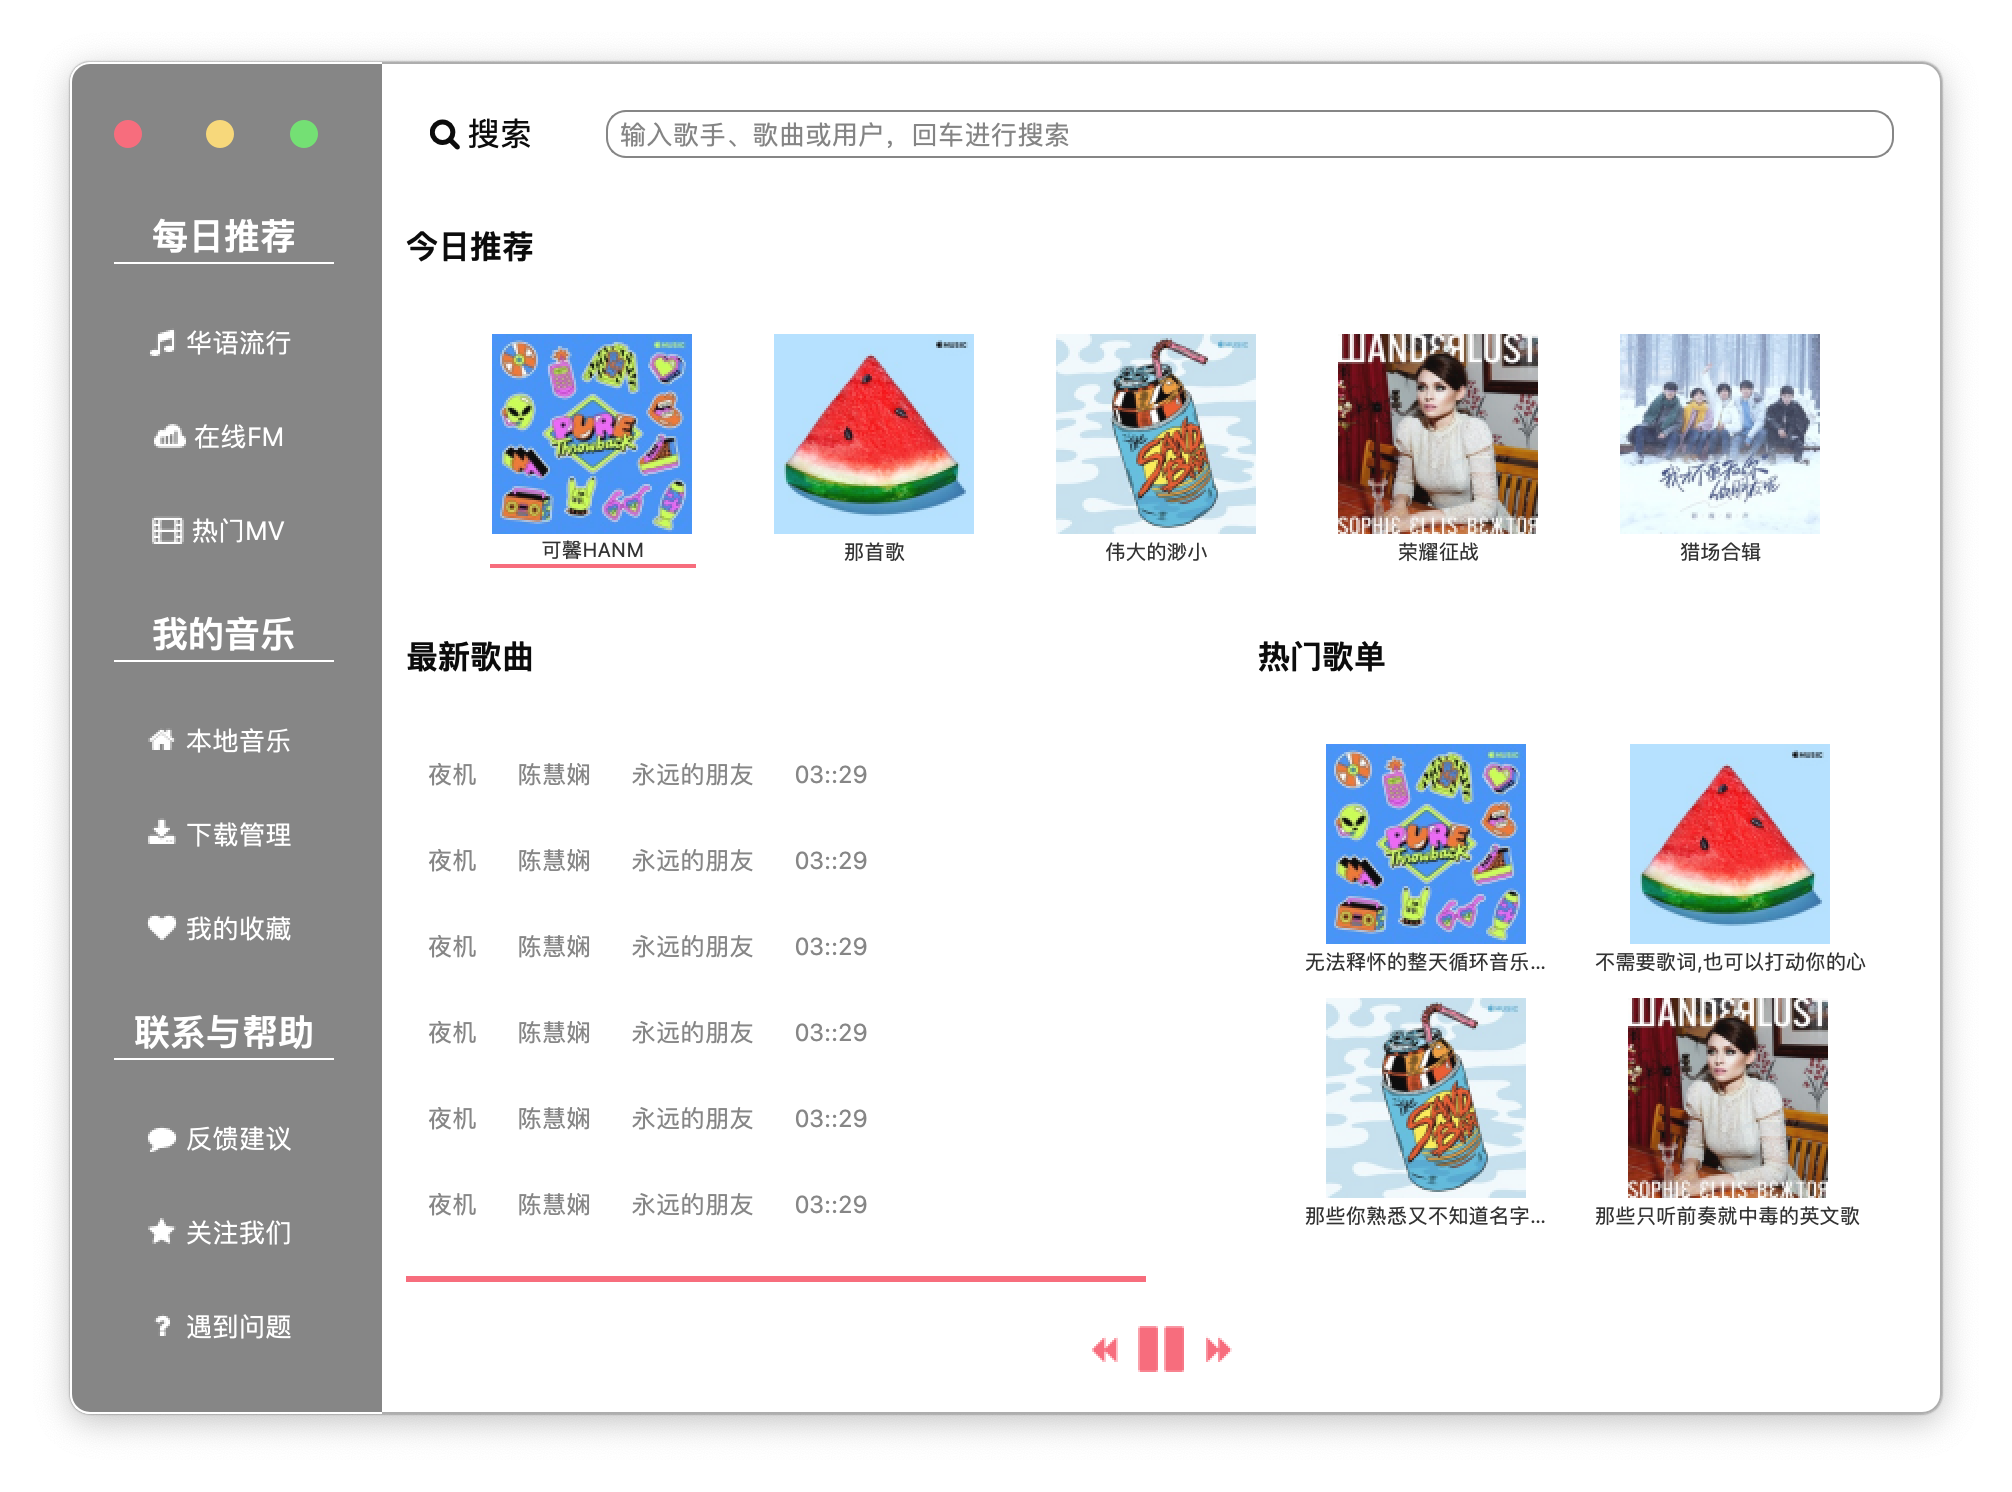 搜索
输入歌手、歌曲或用户，回车进行搜索
每日推荐
华语流行
在线FM
热门MV
我的音乐
本地音乐
下载管理
我的收藏
联系与帮助
反馈建议
关注我们
遇到问题
今日推荐
MUSIC
PURE
Throwback
可馨HANM
MUSIC
那首歌
MUSIC
THE
SAND
BAR
伟大的渺小
WANDERLUST
SOPHIE ELLIS BEXTOR
荣耀征战
猎场合辑
最新歌曲
夜机 陈慧娴 永远的朋友 03::29
夜机 陈慧娴 永远的朋友 03::29
夜机 陈慧娴 永远的朋友 03::29
夜机 陈慧娴 永远的朋友 03::29
夜机 陈慧娴 永远的朋友 03::29
夜机 陈慧娴 永远的朋友 03::29
热门歌单
MUSIC
PURE
Throwback
无法释怀的整天循环音乐...
MUSIC
不需要歌词,也可以打动你的心
MUSIC
THE
SAND
BAR
那些你熟悉又不知道名字...
WANDERLUST
SOPHIE ELLIS BEXTOR
那些只听前奏就中毒的英文歌